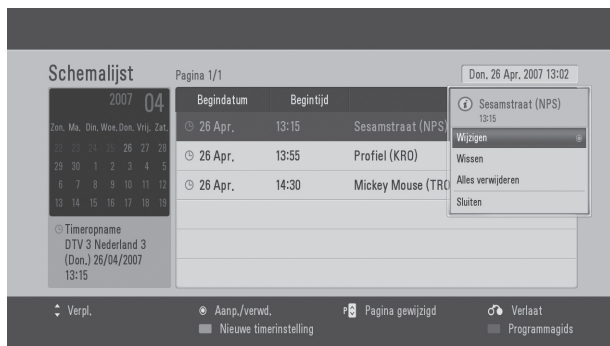 Schemalijst
Pagina 1/1
Don. 26 Apr. 2007 13:02
2007 04
Zon. Ma. Din. Woe. Don. Vrij. Zat.
22 23 24 25 26 27 28
29 30 1 2 3 4 5
6 7 8 9 10 11 12
13 14 15 16 17 18 19
Timeropname
DTV 3 Nederland 3
(Don.) 26/04/2007
13:15
Begindatum Begintijd
26 Apr. 13:15 Sesamstraat (NPS)
26 Apr. 13:55 Profiel (KRO)
26 Apr. 14:30 Mickey Mouse (TRO
Sesamstraat (NPS)
13:15
Wijzigen
Wissen
Alles verwijderen
Sluiten
Verpl. Aanp./verwd. P Pagina gewijzigd Verlaat
Nieuwe timerinstelling Programmagids